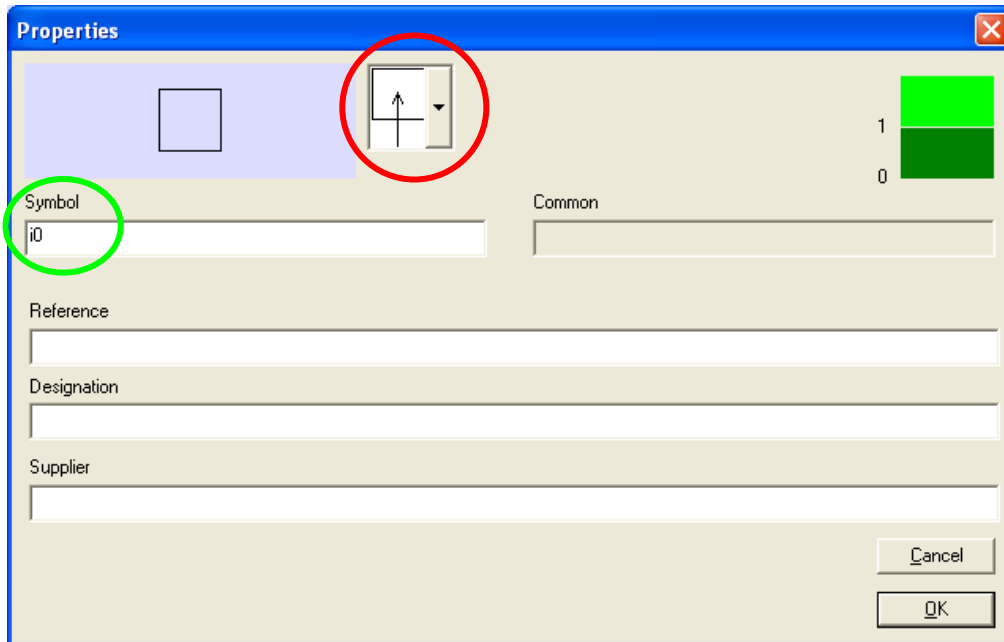 Properties
1
0
Symbol
Common
i0
Reference
Designation
Supplier
Cancel
OK